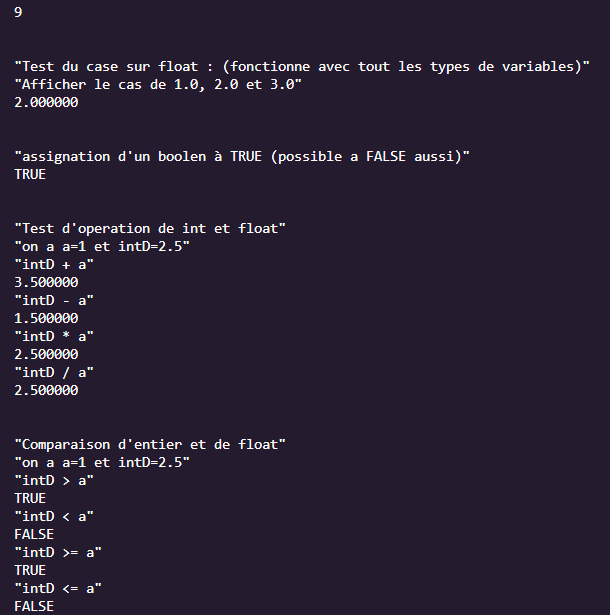 9
"Test du case sur float : (fonctionne avec tout les types de variables)"
"Afficher le cas de 1.0, 2.0 et 3.0"
2.000000
"assignation d'un boolen à TRUE (possible a FALSE aussi)"
TRUE
"Test d'operation de int et float"
"on a a=1 et intD=2.5"
"intD + a"
3.500000
"intD - a"
1.500000
"intD * a"
2.500000
"intD / a"
2.500000
"Comparaison d'entier et de float"
"on a a=1 et intD=2.5"
"intD > a"
TRUE
"intD < a"
FALSE
"intD >= a"
TRUE
"intD <= a"
FALSE